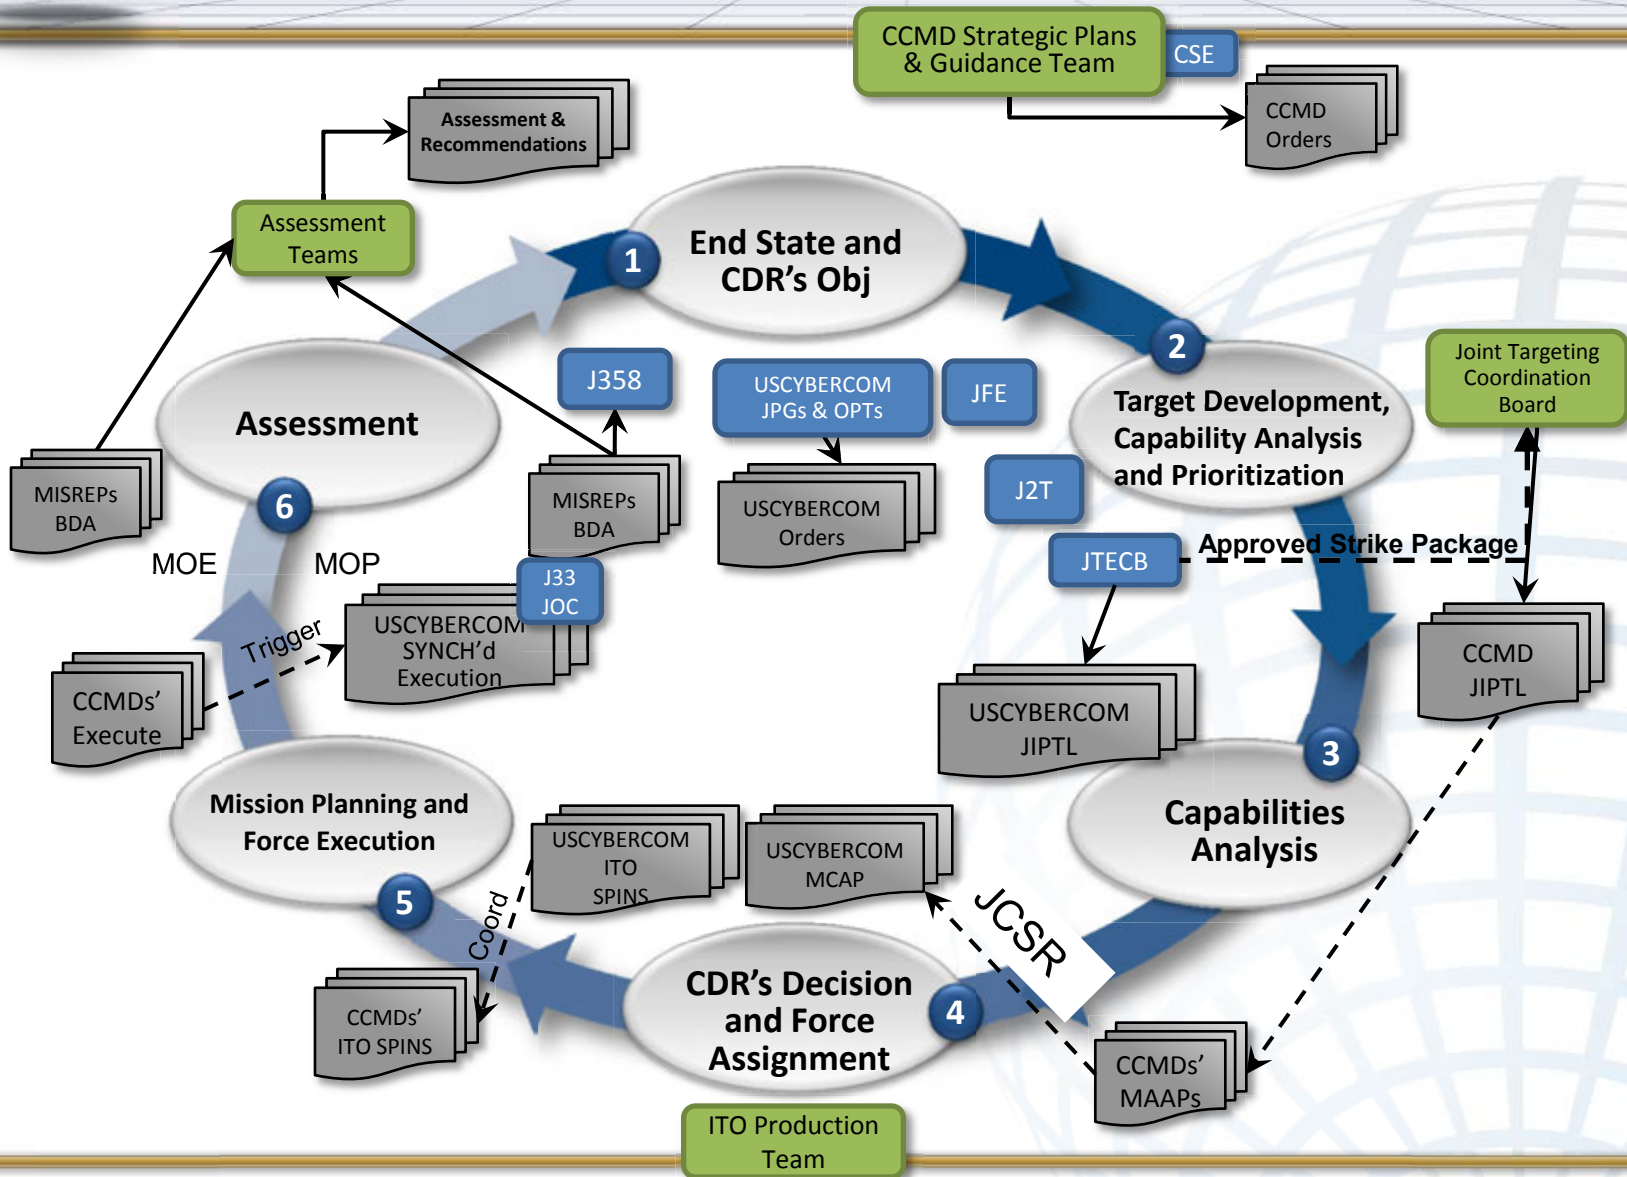 CCMD Strategic Plans
& Guidance Team
CSE
CCMD
Orders
Assessment &
Recommendations
Assessment
Teams
1
End State and
CDR's Obj
2
Target Development,
Capability Analysis
and Prioritization
Joint Targeting
Coordination
Board
J358
USCYBERCOM
JPGs & OPTs
JFE
Assessment
6
MISREPs
BDA
MISREPs
BDA
USCYBERCOM
Orders
J2T
JTECB
Approved Strike Package
MOE
MOP
J33
JOC
USCYBERCOM
SYNCH'd
Execution
Trigger
CCMDs'
Execute
USCYBERCOM
JIPTL
CCMD
JIPTL
3
Capabilities
Analysis
Mission Planning and
Force Execution
5
USCYBERCOM
ITO
SPINS
USCYBERCOM
MCAP
Coord
JCSR
CCMDs'
ITO SPINS
CDR's Decision
and Force
Assignment
4
CCMDs'
MAAPs
ITO Production
Team